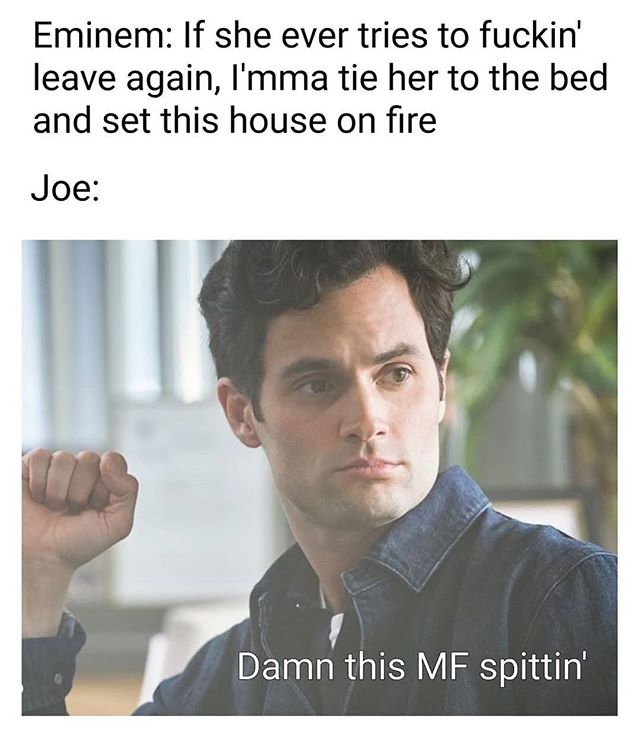 Eminem: If she ever tries to fuckin'
leave again, I'mma tie her to the bed
and set this house on fire
Joe:
Damn this MF spittin'